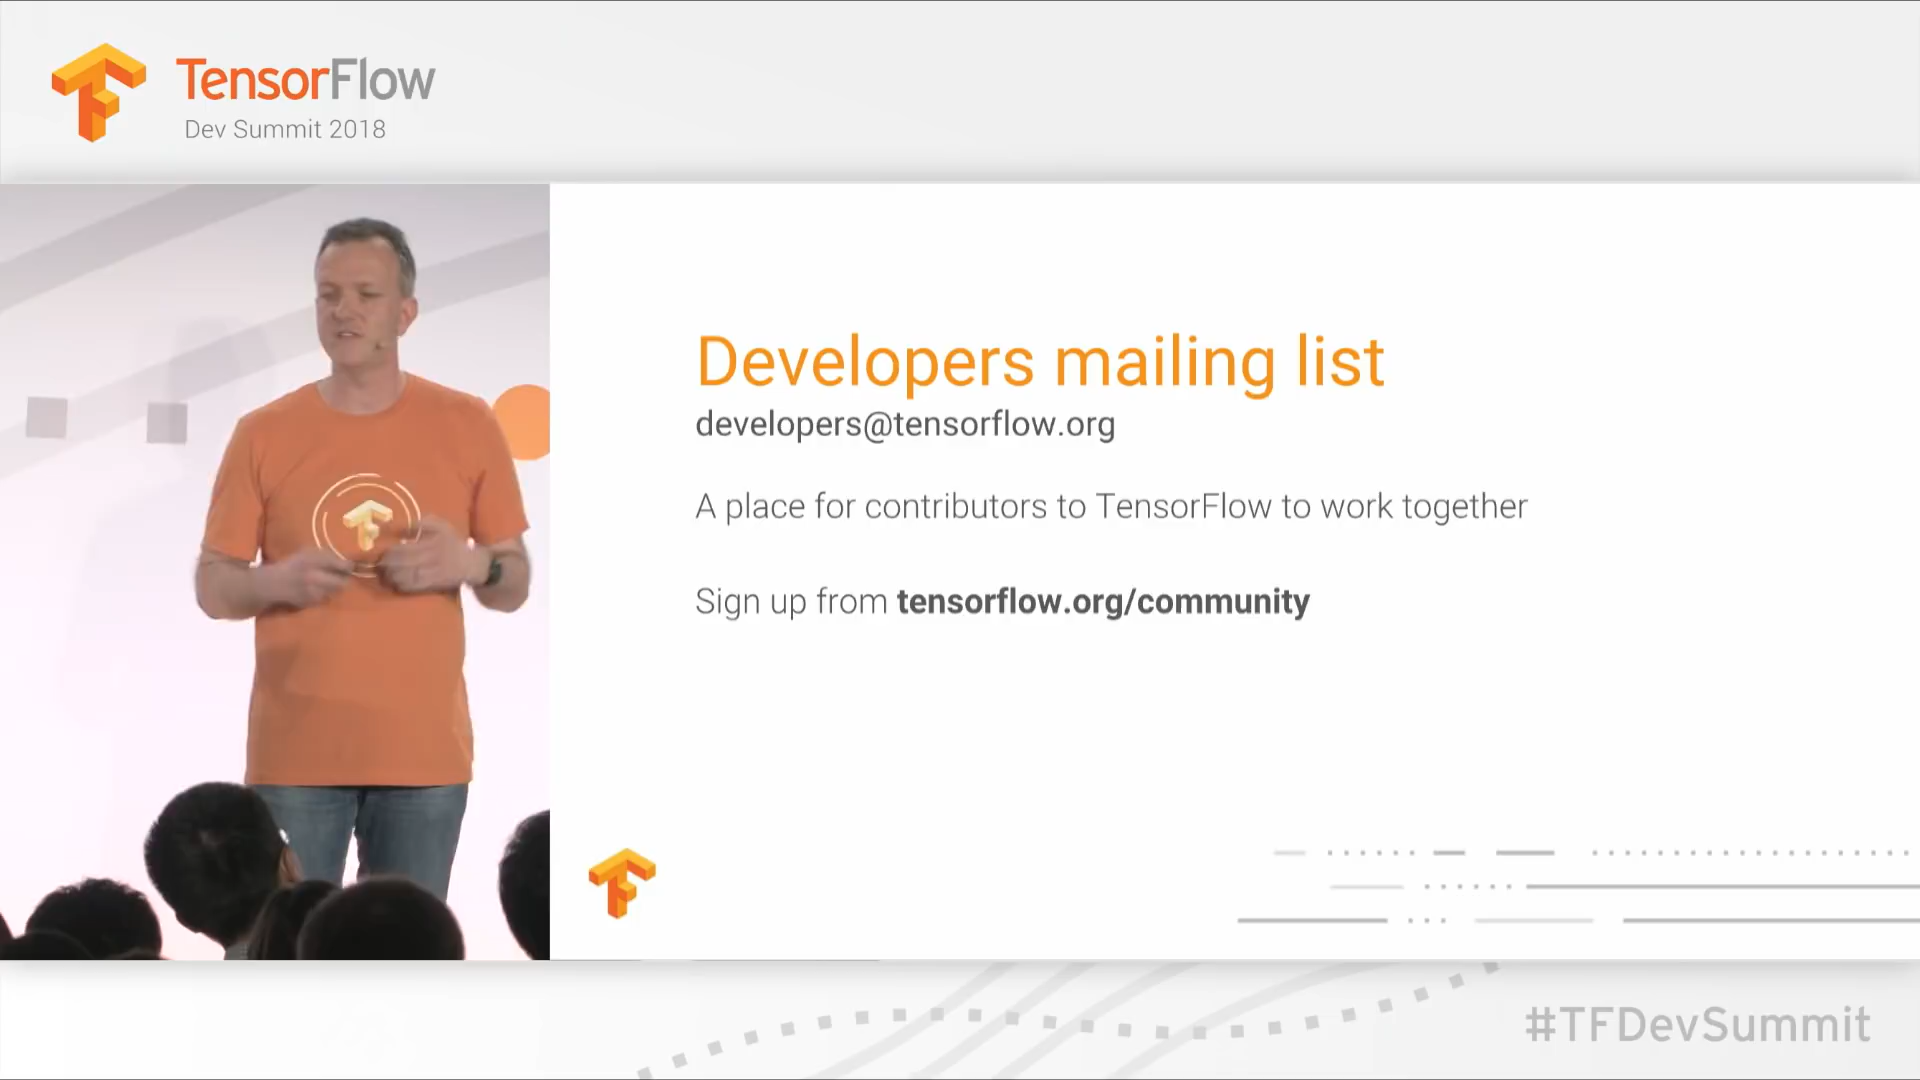 TensorFlow
Dev Summit 2018
Developers mailing list
developers@tensorflow.org
A place for contributors to TensorFlow to work together
Sign up from tensorflow.org/community
#TFDevSummit